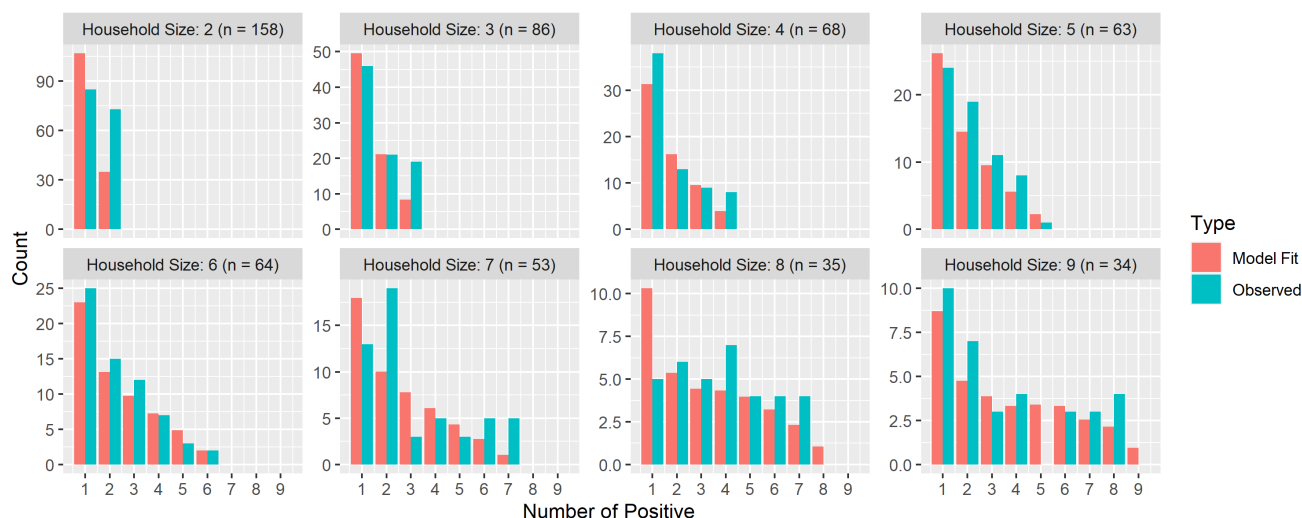 Household Size: 2 (n = 158)
Household Size: 3 (n = 86)
Household Size: 4 (n = 68)
Household Size: 5 (n = 63)
90
60
30
0
50
40
30
20
10
0
30
20
10
0
20
10
0
Household Size: 6 (n = 64)
Household Size: 7 (n = 53)
Household Size: 8 (n = 35)
Household Size: 9 (n = 34)
25
20
15
10
5
0
15
10
5
0
10.0
7.5
5.0
2.5
0.0
10.0
7.5
5.0
2.5
0.0
1 2 3 4 5 6 7 8 9
1 2 3 4 5 6 7 8 9
1 2 3 4 5 6 7 8 9
1 2 3 4 5 6 7 8 9
Count
Number of Positive
Type
Model Fit
Observed